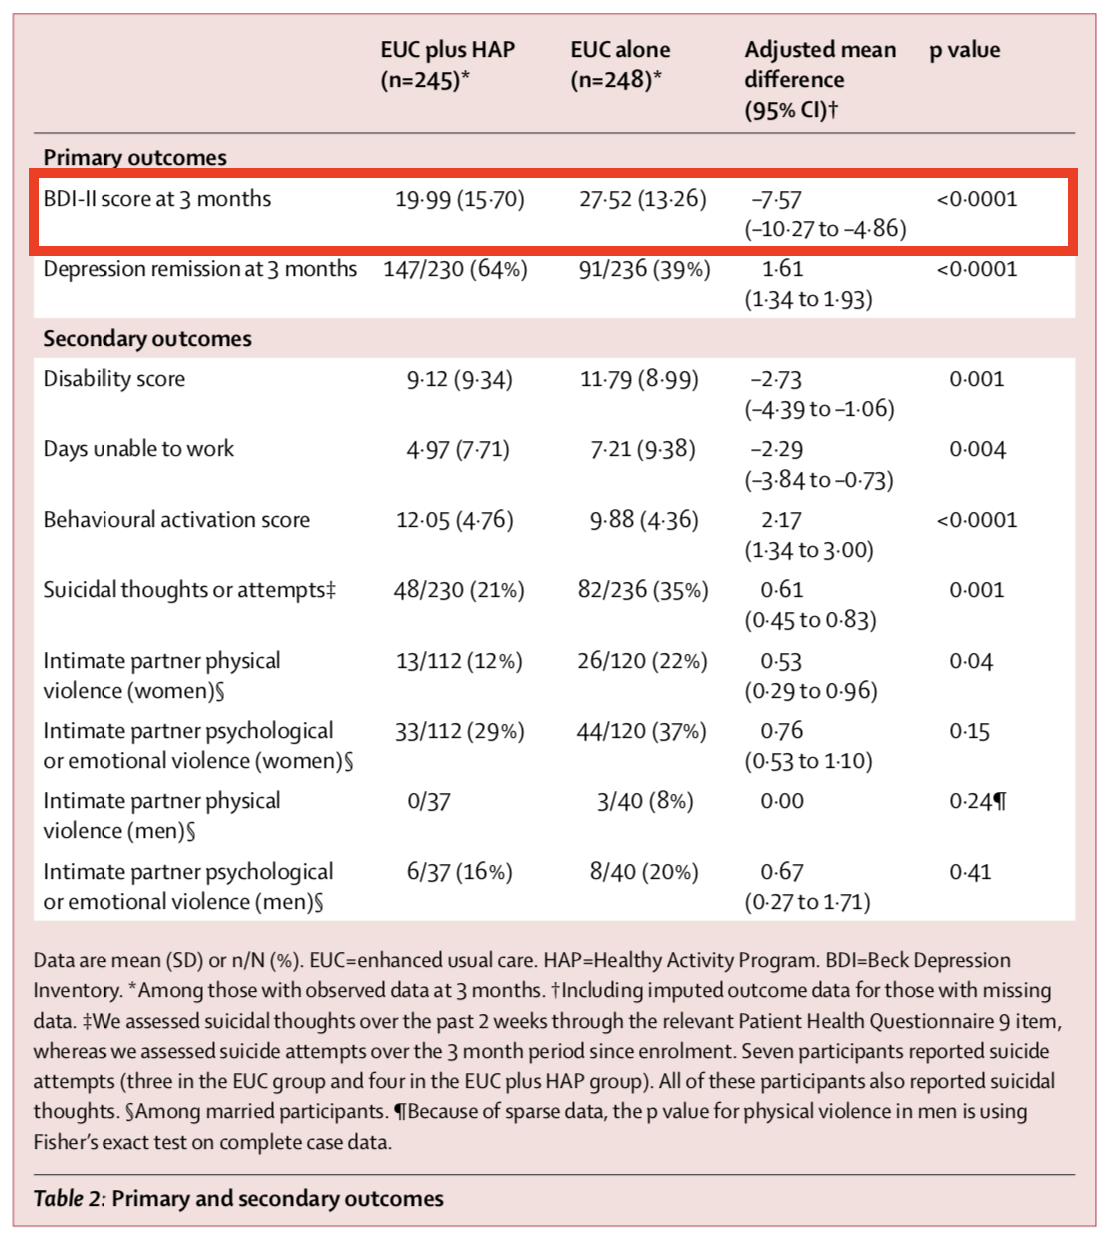 EUC plus HAP (n=245)* EUC alone (n=248)* Adjusted mean difference (95% CI)† p value
Primary outcomes
BDI-II score at 3 months 19·99 (15·70) 27·52 (13·26) –7·57 (–10·27 to –4·86) <0·0001
Depression remission at 3 months 147/230 (64%) 91/236 (39%) 1·61 (1·34 to 1·93) <0·0001
Secondary outcomes
Disability score 9·12 (9·34) 11·79 (8·99) –2·73 (–4·39 to –1·06) 0·001
Days unable to work 4·97 (7·71) 7·21 (9·38) –2·29 (–3·84 to –0·73) 0·004
Behavioural activation score 12·05 (4·76) 9·88 (4·36) 2·17 (1·34 to 3·00) <0·0001
Suicidal thoughts or attempts‡ 48/230 (21%) 82/236 (35%) 0·61 (0·45 to 0·83) 0·001
Intimate partner physical violence (women)§ 13/112 (12%) 26/120 (22%) 0·53 (0·29 to 0·96) 0·04
Intimate partner psychological or emotional violence (women)§ 33/112 (29%) 44/120 (37%) 0·76 (0·53 to 1·10) 0·15
Intimate partner physical violence (men)§ 0/37 3/40 (8%) 0·00 0·24¶
Intimate partner psychological or emotional violence (men)§ 6/37 (16%) 8/40 (20%) 0·67 (0·27 to 1·71) 0·41
Data are mean (SD) or n/N (%). EUC=enhanced usual care. HAP=Healthy Activity Program. BDI=Beck Depression
Inventory. *Among those with observed data at 3 months. †Including imputed outcome data for those with missing
data. ‡We assessed suicidal thoughts over the past 2 weeks through the relevant Patient Health Questionnaire 9 item,
whereas we assessed suicide attempts over the 3 month period since enrolment. Seven participants reported suicide
attempts (three in the EUC group and four in the EUC plus HAP group). All of these participants also reported suicidal
thoughts. §Among married participants. ¶Because of sparse data, the p value for physical violence in men is using
Fisher's exact test on complete case data.
Table 2: Primary and secondary outcomes